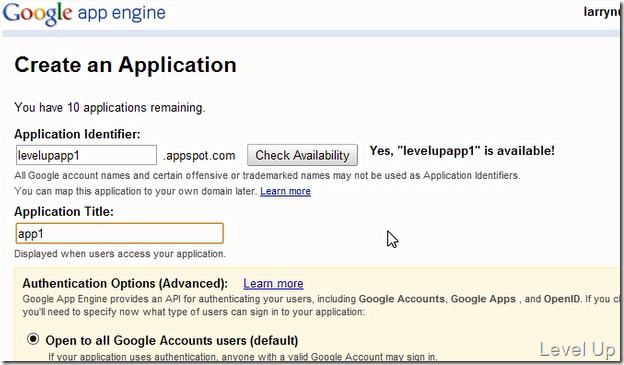 Google app engine
larryn
Create an Application
You have 10 applications remaining.
Application Identifier:
levelupapp1 .appspot.com Check Availability Yes, "levelupapp1" is available!
All Google account names and certain offensive or trademarked names may not be used as Application Identifiers.
You can map this application to your own domain later. Learn more
Application Title:
app1
Displayed when users access your application.
Authentication Options (Advanced): Learn more
Google App Engine provides an API for authenticating your users, including Google Accounts, Google Apps , and OpenID. If you
you'll need to specify now what type of users can sign in to your application:
Open to all Google Accounts users (default)
If your application uses authentication, anyone with a valid Google Account may sign in.
Level Up